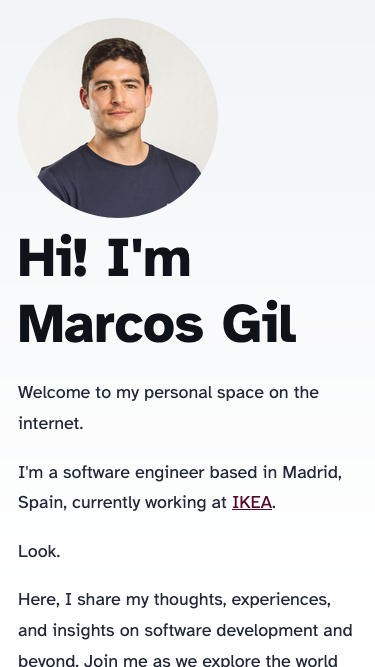 Hi! I'm
Marcos Gil
Welcome to my personal space on the
internet.
I'm a software engineer based in Madrid,
Spain, currently working at IKEA.
Look.
Here, I share my thoughts, experiences,
and insights on software development and
beyond. Join me as we explore the world